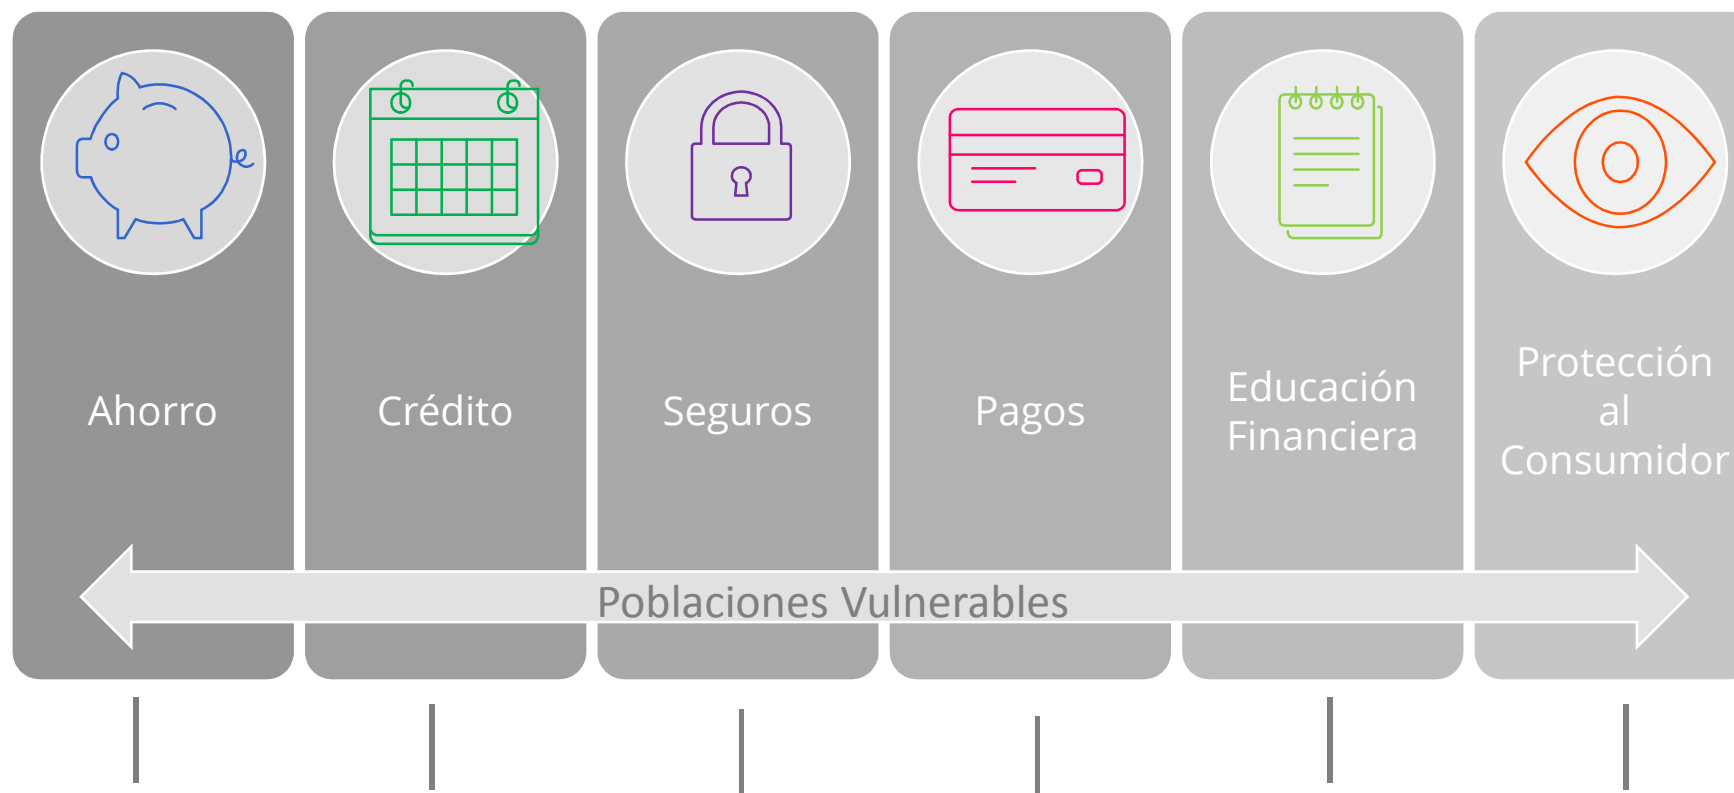 Ahorro
Crédito
Seguros
Pagos
Educación
Financiera
Protección
al
Consumidor
Poblaciones Vulnerables